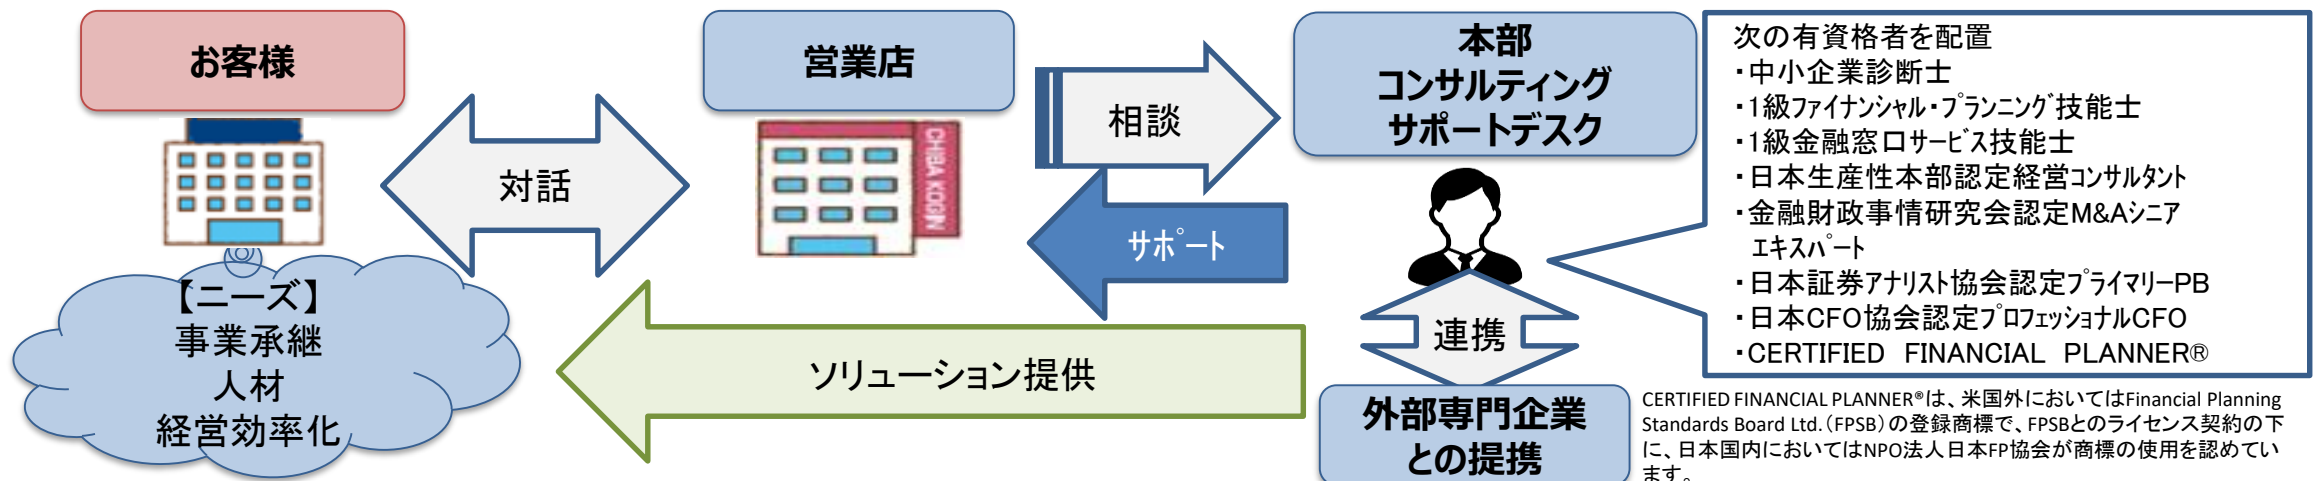 お客様
営業店
CHIBA KOGIN
対話
相談
サポート
本部
コンサルティング
サポートデスク
次の有資格者を配置
・中小企業診断士
・1級ファイナンシャル・プランニング技能士
・1級金融窓口サービス技能士
・日本生産性本部認定経営コンサルタント
・金融財政事情研究会認定M&Aシニア
エキスパート
・日本証券アナリスト協会認定プライマリーPB
・日本CFO協会認定プロフェッショナルCFO
・CERTIFIED FINANCIAL PLANNER®
【ニーズ】
事業承継
人材
経営効率化
ソリューション提供
連携
外部専門企業
との提携
CERTIFIED FINANCIAL PLANNER®は、米国外においてはFinancial Planning
Standards Board Ltd.（FPSB）の登録商標で、FPSBとのライセンス契約の下
に、日本国内においてはNPO法人日本FP協会が商標の使用を認めてい
ます。